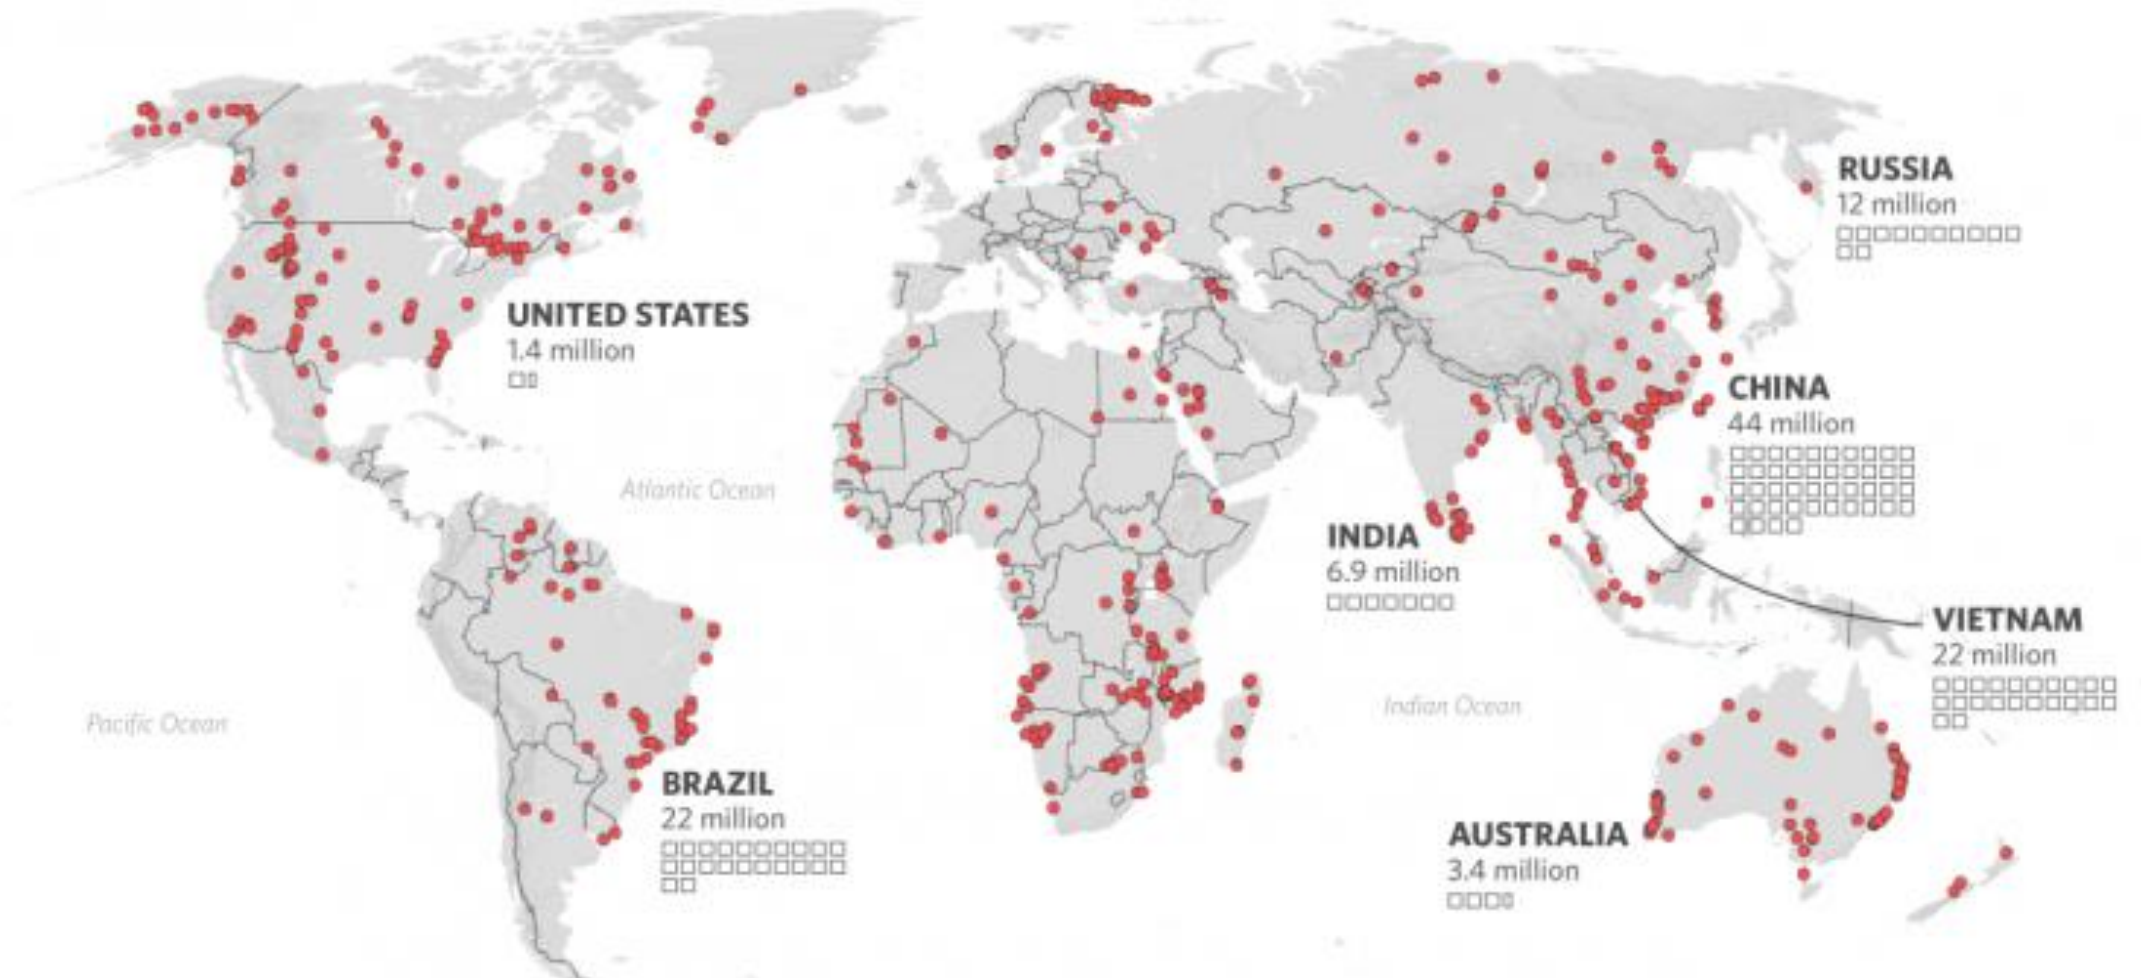 RUSSIA
12 million
UNITED STATES
1.4 million
CHINA
44 million
Atlantic Ocean
INDIA
6.9 million
VIETNAM
22 million
Pacific Ocean
Indian Ocean
BRAZIL
22 million
AUSTRALIA
3.4 million